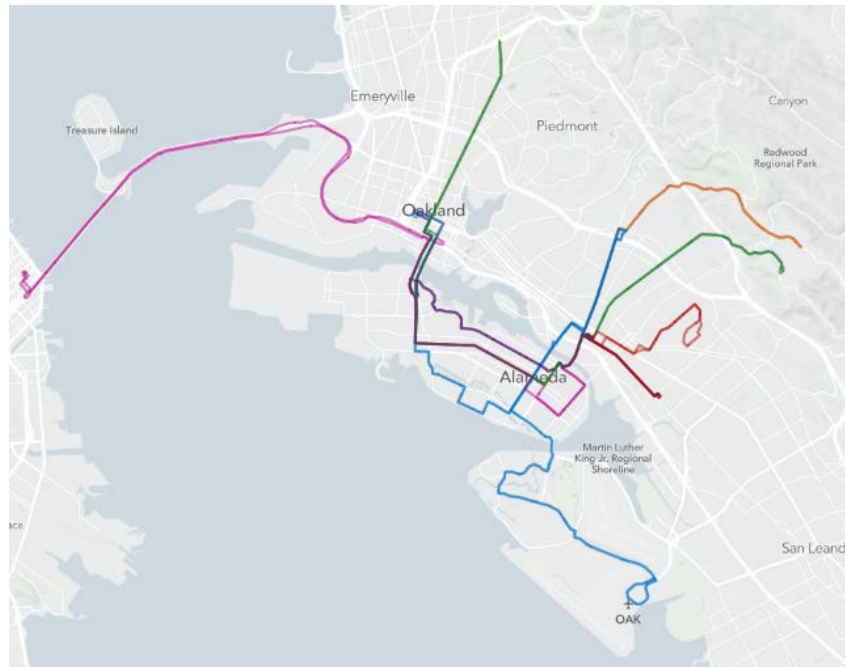 Emeryville
Canyon
Treasure Island
Piedmont
Redwood
Regional Park
Oakland
Alameda
Martin Luther
King Jr. Regional
Shoreline
ace
San Leand
OAK